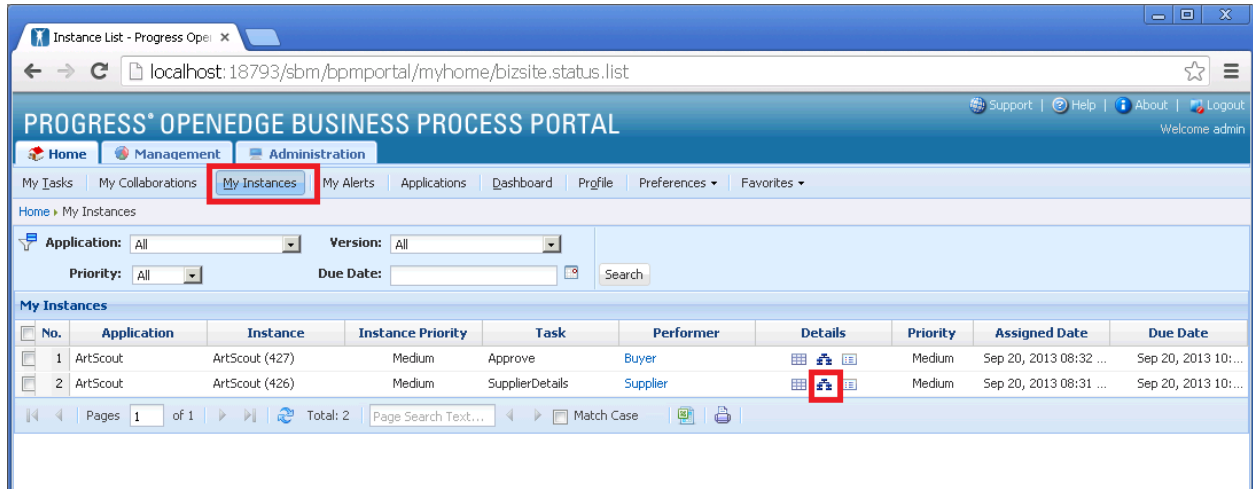 Instance List - Progress Oper
localhost:18793/sbm/bpmportal/myhome/bizsite.status.list
Support | Help | About | Logout
PROGRESS® OPENEDGE BUSINESS PROCESS PORTAL
Welcome admin
Home Management Administration
My Tasks My Collaborations My Instances My Alerts Applications Dashboard Profile Preferences Favorites
Home My Instances
Application: All Version: All
Priority: All Due Date: Search
My Instances
No. Application Instance Instance Priority Task Performer Details Priority Assigned Date Due Date
1 ArtScout ArtScout (427) Medium Approve Buyer Medium Sep 20, 2013 08:32 ... Sep 20, 2013 10:...
2 ArtScout ArtScout (426) Medium SupplierDetails Supplier Medium Sep 20, 2013 08:31 ... Sep 20, 2013 10:...
Pages 1 of 1 Total: 2 Page Search Text... Match Case